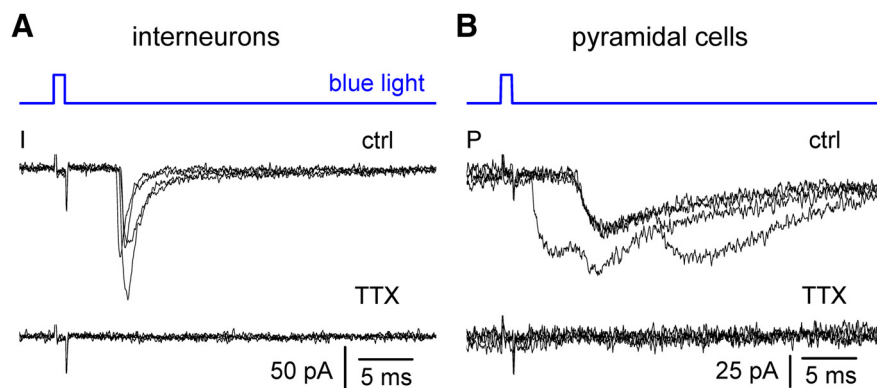 A interneurons
blue light
I ctrl
TTX
50 pA 5 ms
B pyramidal cells
P ctrl
TTX
25 pA 5 ms